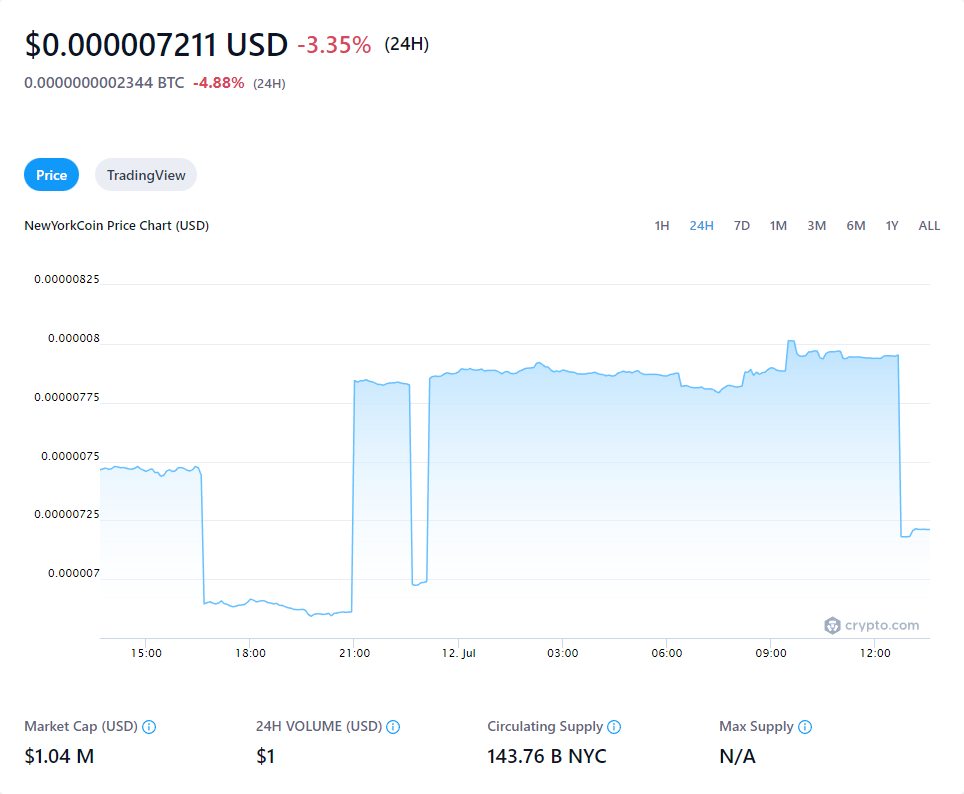 $0.000007211 USD -3.35% (24H)
0.0000000002344 BTC -4.88% (24H)
Price TradingView
NewYorkCoin Price Chart (USD) 1H 24H 7D 1M 3M 6M 1Y ALL
0.00000825
0.000008
0.00000775
0.0000075
0.00000725
0.000007
crypto.com
15:00 18:00 21:00 12. Jul 03:00 06:00 09:00 12:00
Market Cap (USD) 24H VOLUME (USD) Circulating Supply Max Supply
$1.04 M $1 143.76 B NYC N/A